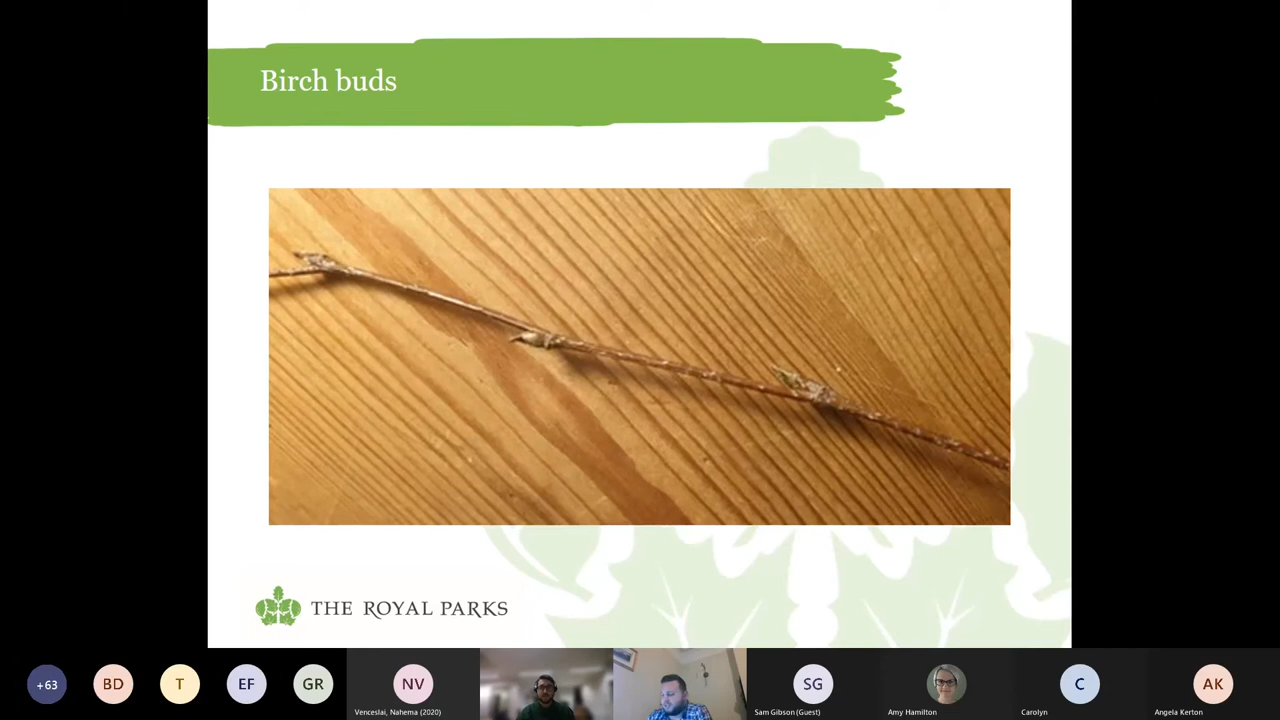 Birch buds
THE ROYAL PARKS
+63
BD
T
EF
GR
NV
Venceslai, Nahema (2020)
SG
Sam Gibson (Guest)
Amy Hamilton
C
Carolyn
AK
Angela Kerton